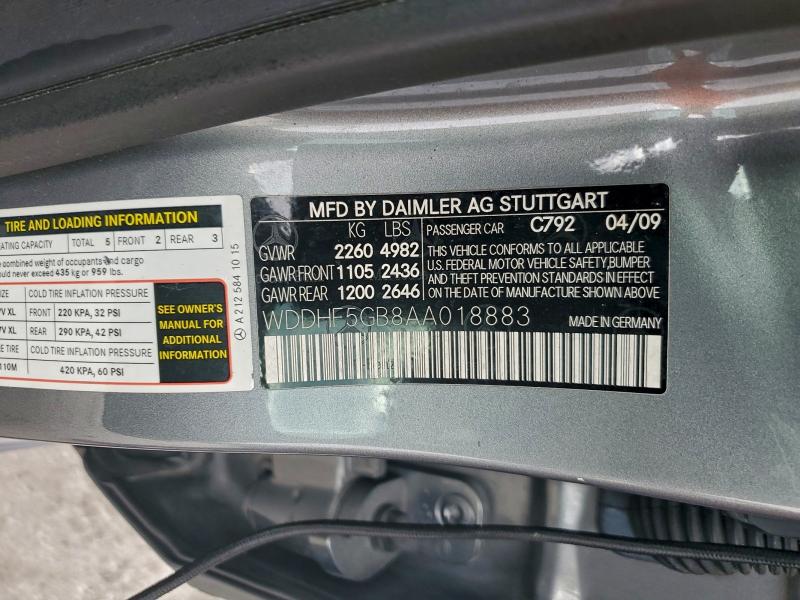 TIRE AND LOADING INFORMATION
ATING CAPACITY TOTAL 5 FRONT 2 REAR 3
combined weight of occupants and cargo
ould never exceed 435 kg or 959 lbs.
SIZE COLD TIRE INFLATION PRESSURE
V XL FRONT 220 KPA, 32 PSI
V XL REAR 290 KPA, 42 PSI
E TIRE COLD TIRE INFLATION PRESSURE
110M 420 KPA, 60 PSI
SEE OWNER'S
MANUAL FOR
ADDITIONAL
INFORMATION
A 212 584 10 15
MFD BY DAIMLER AG STUTTGART
KG LBS
GVWR 2260 4982
GAWR FRONT 1105 2436
GAWR REAR 1200 2646
PASSENGER CAR C792 04/09
THIS VEHICLE CONFORMS TO ALL APPLICABLE
U.S. FEDERAL MOTOR VEHICLE SAFETY, BUMPER
AND THEFT PREVENTION STANDARDS IN EFFECT
ON THE DATE OF MANUFACTURE SHOWN ABOVE.
WDDHF5GB8AA018883 MADE IN GERMANY